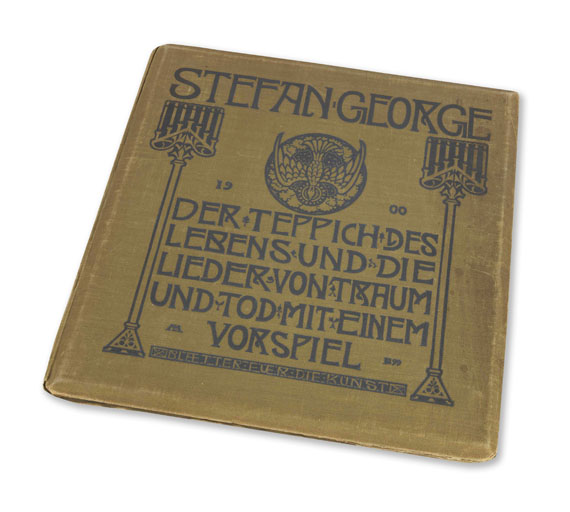 STEFAN·GEORGE
19 00
DER·TEPPICH·DES
LEBENS·UND·DIE
LIEDER·VON·TRAUM
UND·TOD·MIT·EINEM
VORSPIEL
BLAETTER·FUER·DIE·KUNST